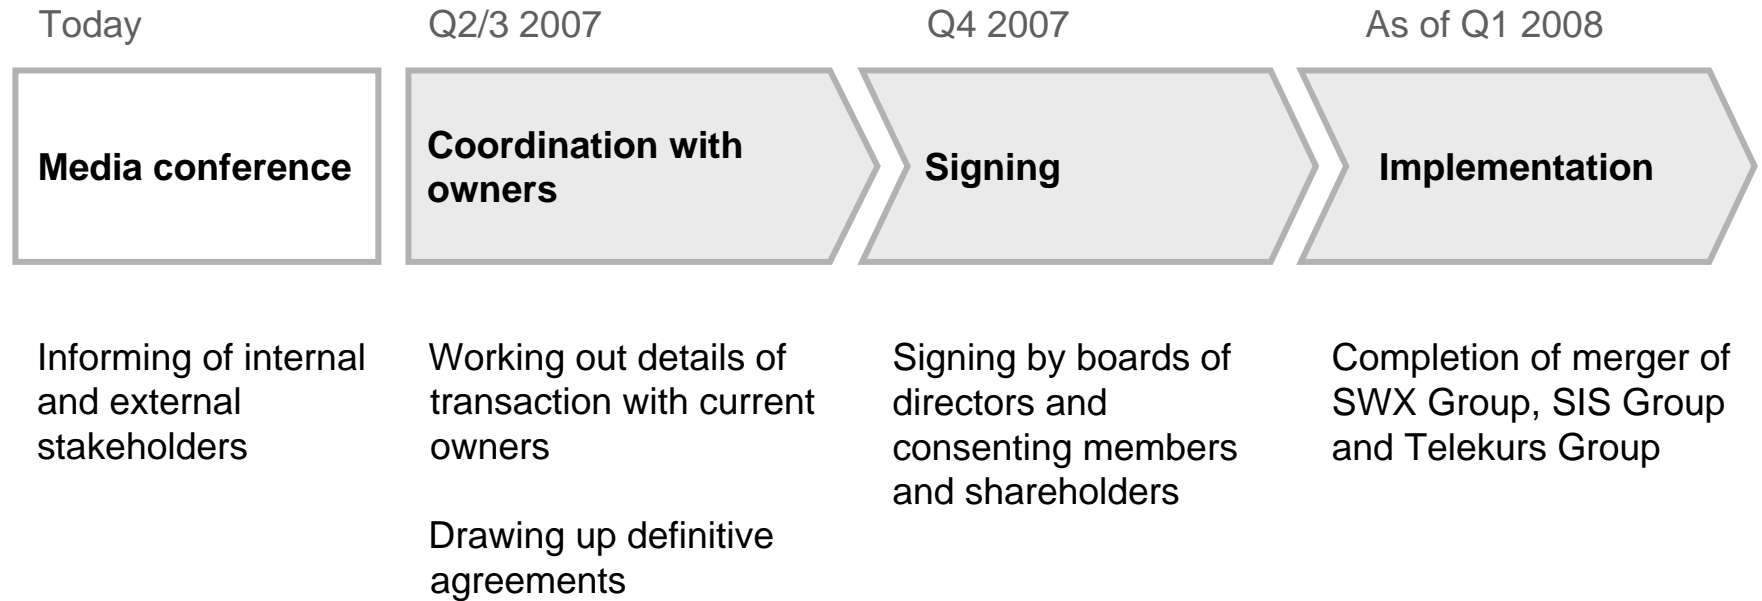 Today
Q2/3 2007
Q4 2007
As of Q1 2008
Media conference
Coordination with
owners
Signing
Implementation
Informing of internal
and external
stakeholders
Working out details of
transaction with current
owners
Drawing up definitive
agreements
Signing by boards of
directors and
consenting members
and shareholders
Completion of merger of
SWX Group, SIS Group
and Telekurs Group